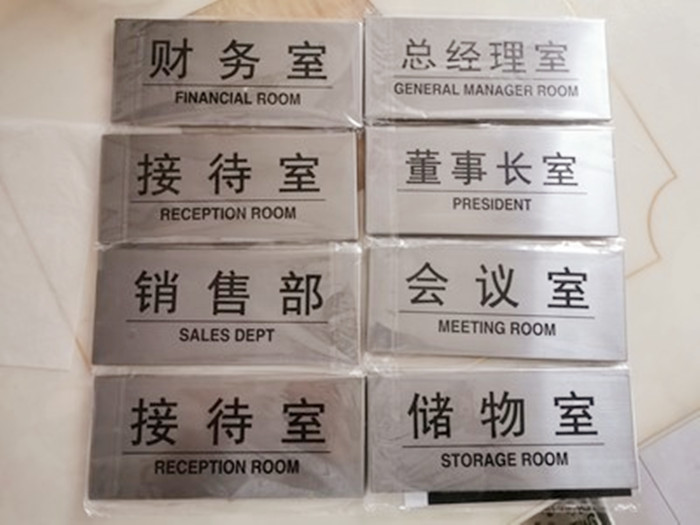 财务室
FINANCIAL ROOM
总经理室
GENERAL MANAGER ROOM
接待室
RECEPTION ROOM
董事长室
PRESIDENT
销售部
SALES DEPT
会议室
MEETING ROOM
接待室
RECEPTION ROOM
储物室
STORAGE ROOM